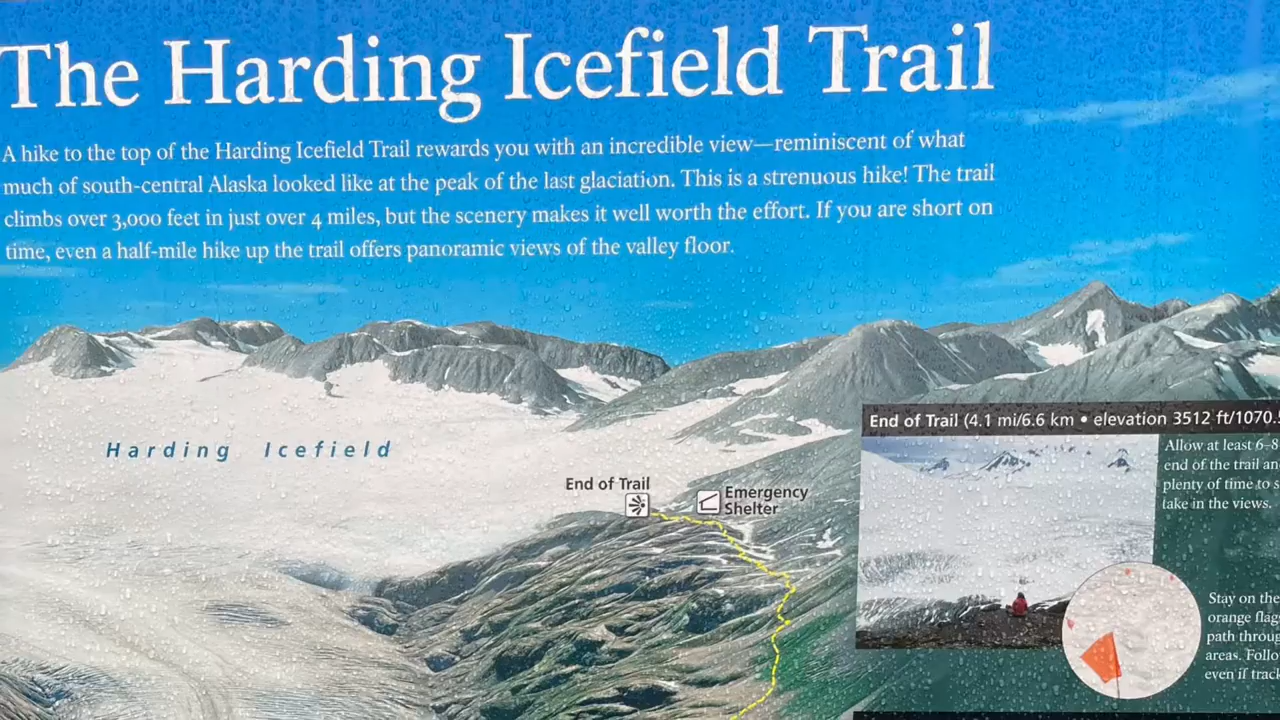 The Harding Icefield Trail
A hike to the top of the Harding Icefield Trail rewards you with an incredible view—reminiscent of what
much of south-central Alaska looked like at the peak of the last glaciation. This is a strenuous hike! The trail
climbs over 3,000 feet in just over 4 miles, but the scenery makes it well worth the effort. If you are short on
time, even a half-mile hike up the trail offers panoramic views of the valley floor.
Harding Icefield
End of Trail
Emergency
Shelter
End of Trail (4.1 mi/6.6 km • elevation 3512 ft/1070.
Allow at least 6–8
end of the trail an
plenty of time to s
take in the views.
Stay on the
orange flag
path throug
areas. Follo
even if track